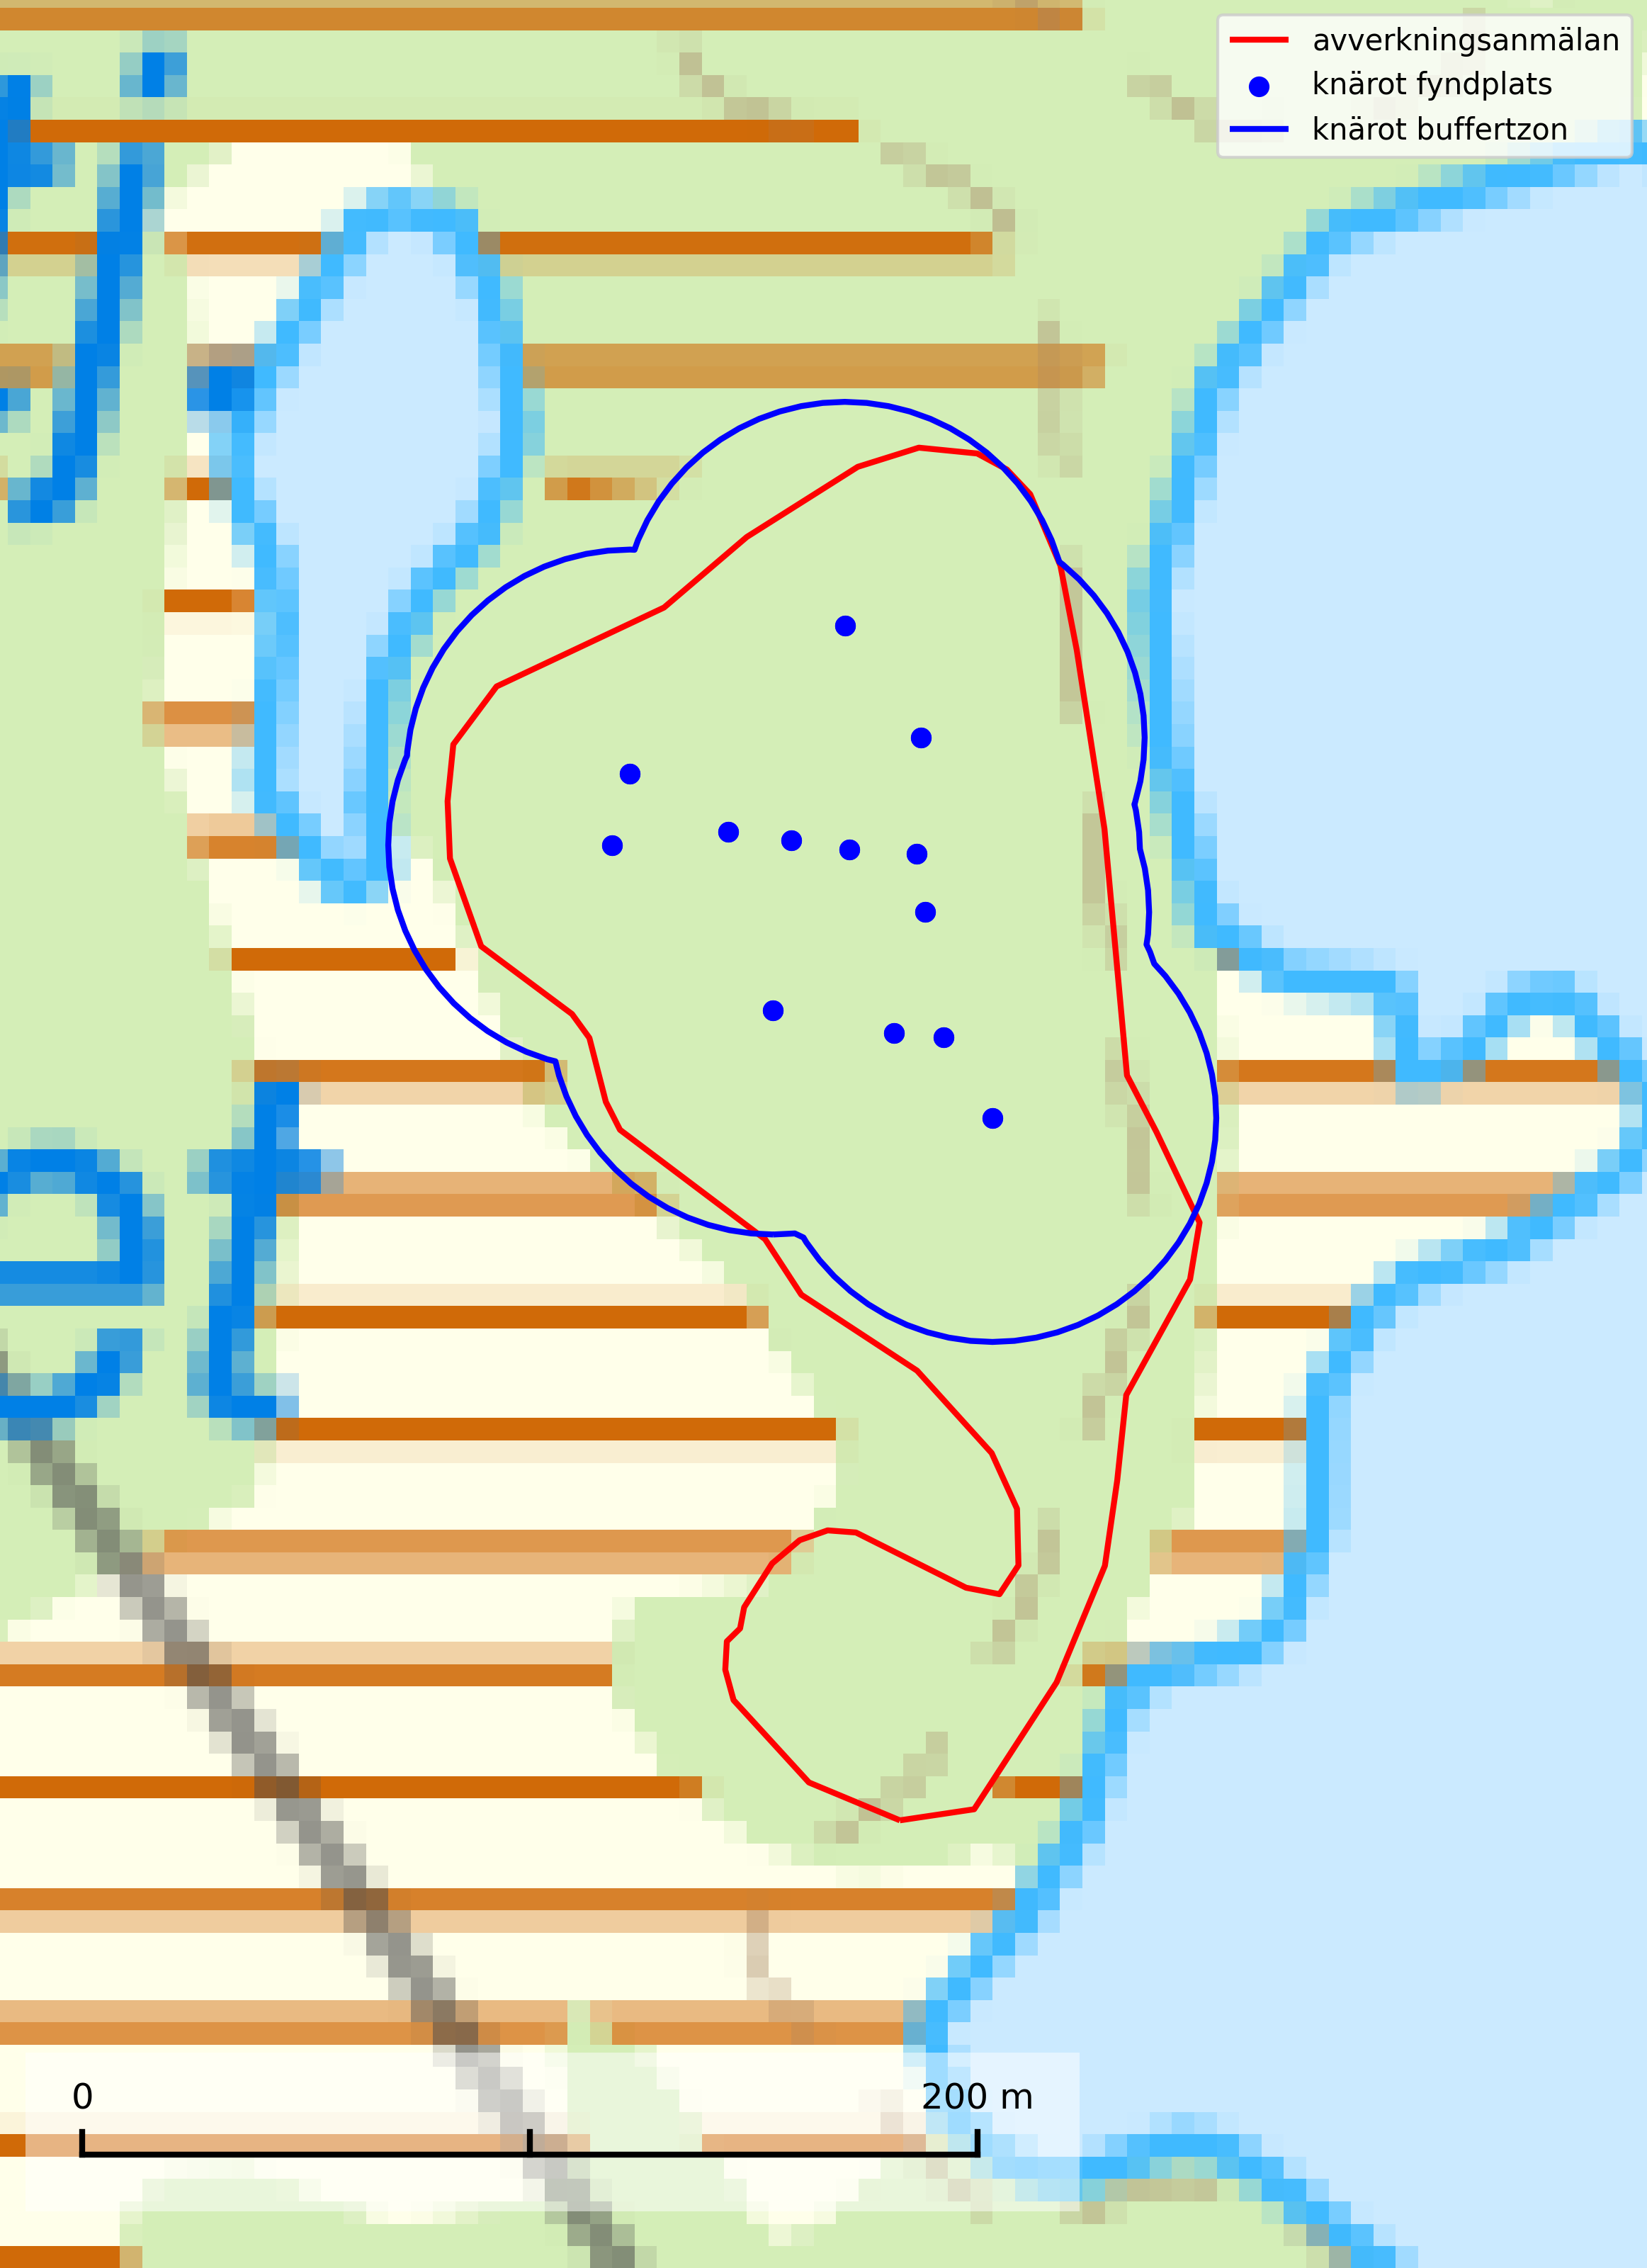 avverkningsanmälan
knärot fyndplats
knärot buffertzon
0
200 m